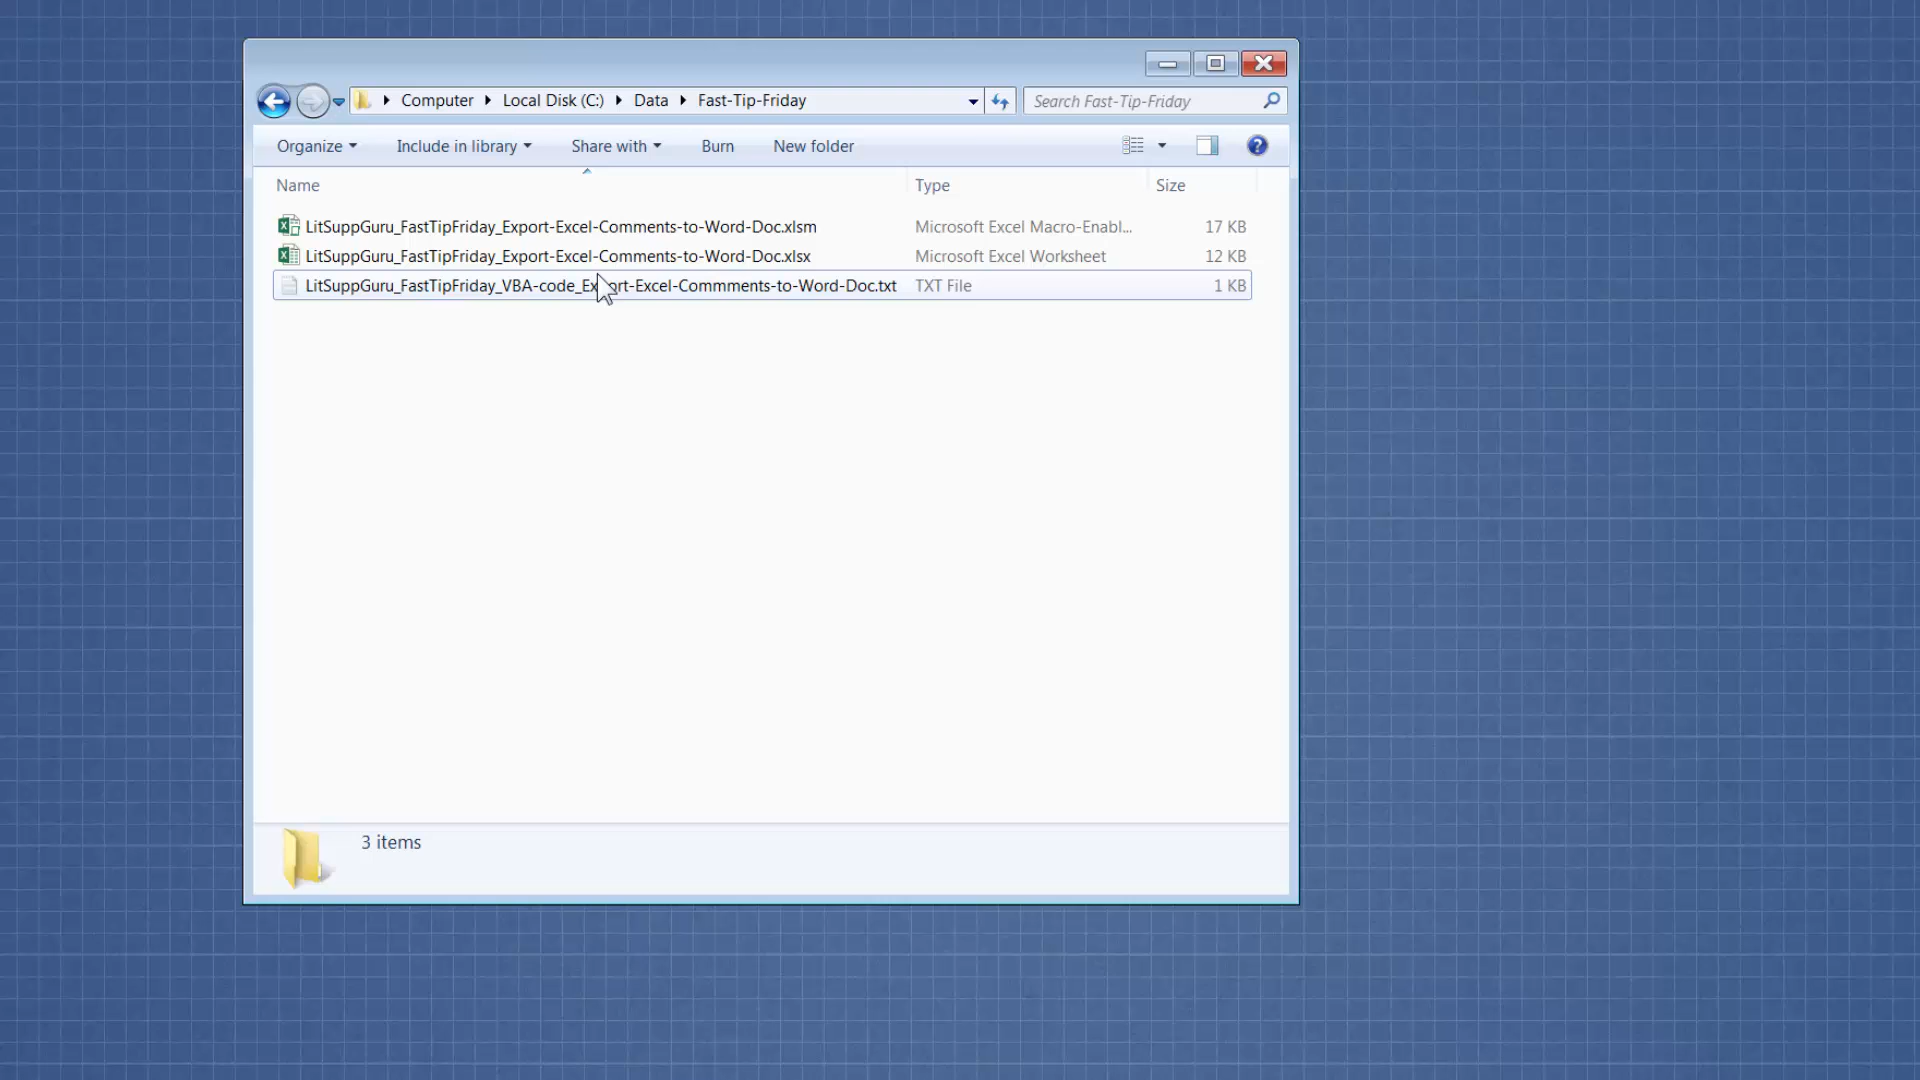 Computer Local Disk (C:) Data Fast-Tip-Friday Search Fast-Tip-Friday
Organize Include in library Share with Burn New folder
Name Type Size
LitSuppGuru_FastTipFriday_Export-Excel-Comments-to-Word-Doc.xlsm Microsoft Excel Macro-Enabl... 17 KB
LitSuppGuru_FastTipFriday_Export-Excel-Comments-to-Word-Doc.xlsx Microsoft Excel Worksheet 12 KB
LitSuppGuru_FastTipFriday_VBA-code_Export-Excel-Commments-to-Word-Doc.txt TXT File 1 KB
3 items